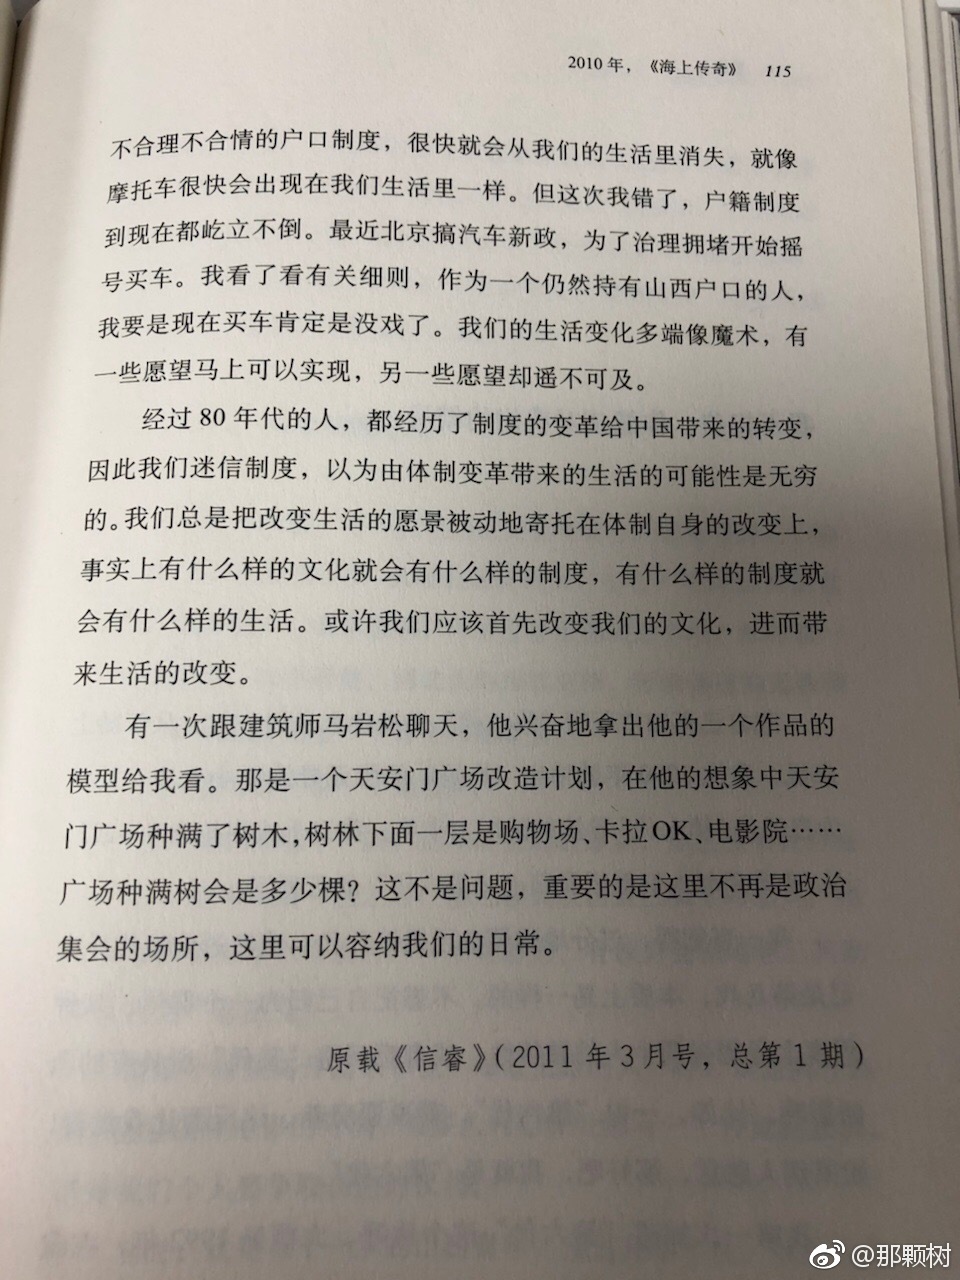 2010年，《海上传奇》 115
不合理不合情的户口制度，很快就会从我们的生活里消失，就像
摩托车很快会出现在我们生活里一样。但这次我错了，户籍制度
到现在都屹立不倒。最近北京搞汽车新政，为了治理拥堵开始摇
号买车。我看了看有关细则，作为一个仍然持有山西户口的人，
我要是现在买车肯定是没戏了。我们的生活变化多端像魔术，有
一些愿望马上可以实现，另一些愿望却遥不可及。
经过80年代的人，都经历了制度的变革给中国带来的转变，
因此我们迷信制度，以为由体制变革带来的生活的可能性是无穷
的。我们总是把改变生活的愿景被动地寄托在体制自身的改变上，
事实上有什么样的文化就会有什么样的制度，有什么样的制度就
会有什么样的生活。或许我们应该首先改变我们的文化，进而带
来生活的改变。
有一次跟建筑师马岩松聊天，他兴奋地拿出他的一个作品的
模型给我看。那是一个天安门广场改造计划，在他的想象中天安
门广场种满了树木，树林下面一层是购物场、卡拉OK、电影院……
广场种满树会是多少棵？这不是问题，重要的是这里不再是政治
集会的场所，这里可以容纳我们的日常。
原载《信睿》（2011年3月号，总第1期）
@那颗树